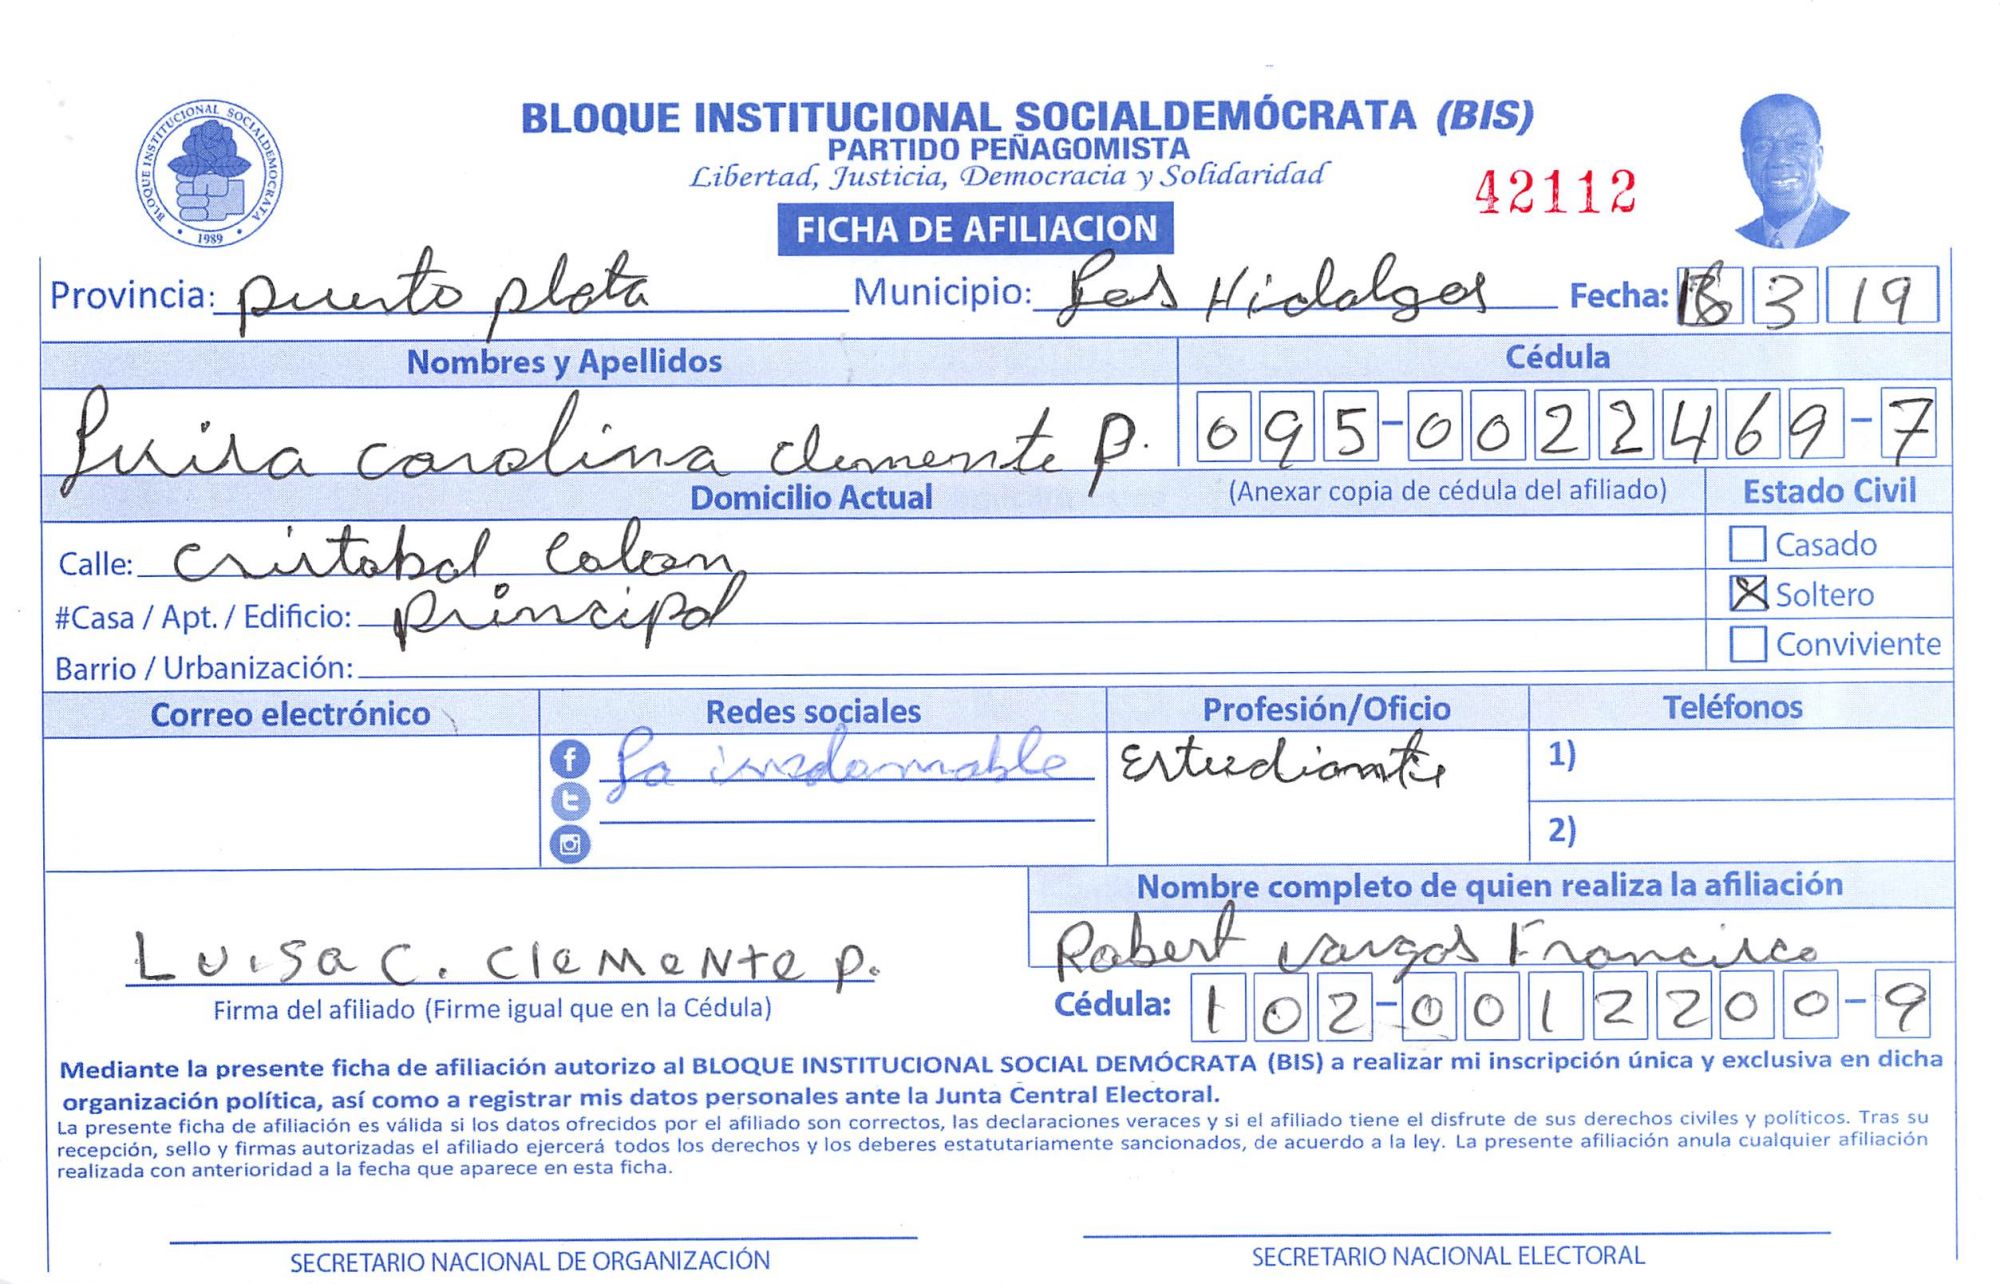 BLOQUE INSTITUCIONAL SOCIALDEMÓCRATA
1989
BLOQUE INSTITUCIONAL SOCIALDEMÓCRATA (BIS)
PARTIDO PEÑAGOMISTA
Libertad, Justicia, Democracia y Solidaridad
42112
FICHA DE AFILIACION
Provincia: puerto plata Municipio: Los Hidalgos Fecha: 3 19
Nombres y Apellidos Cédula
Luisa carolina clemente P. 095-0022469-7
Domicilio Actual (Anexar copia de cédula del afiliado) Estado Civil
Calle: Cristobal Colon Casado
#Casa / Apt. / Edificio: principal Soltero
Barrio / Urbanización: Conviviente
Correo electrónico Redes sociales Profesión/Oficio Teléfonos
La Estudiante 1)
2)
Nombre completo de quien realiza la afiliación
Robert Vargas Francisco
Luisa C. Clemente p.
Firma del afiliado (Firme igual que en la Cédula) Cédula: 102-0012200-9
Mediante la presente ficha de afiliación autorizo al BLOQUE INSTITUCIONAL SOCIAL DEMÓCRATA (BIS) a realizar mi inscripción única y exclusiva en dicha
organización política, así como a registrar mis datos personales ante la Junta Central Electoral.
La presente ficha de afiliación es válida si los datos ofrecidos por el afiliado son correctos, las declaraciones veraces y si el afiliado tiene el disfrute de sus derechos civiles y políticos. Tras su
recepción, sello y firmas autorizadas el afiliado ejercerá todos los derechos y los deberes estatutariamente sancionados, de acuerdo a la ley. La presente afiliación anula cualquier afiliación
realizada con anterioridad a la fecha que aparece en esta ficha.
SECRETARIO NACIONAL DE ORGANIZACIÓN SECRETARIO NACIONAL ELECTORAL